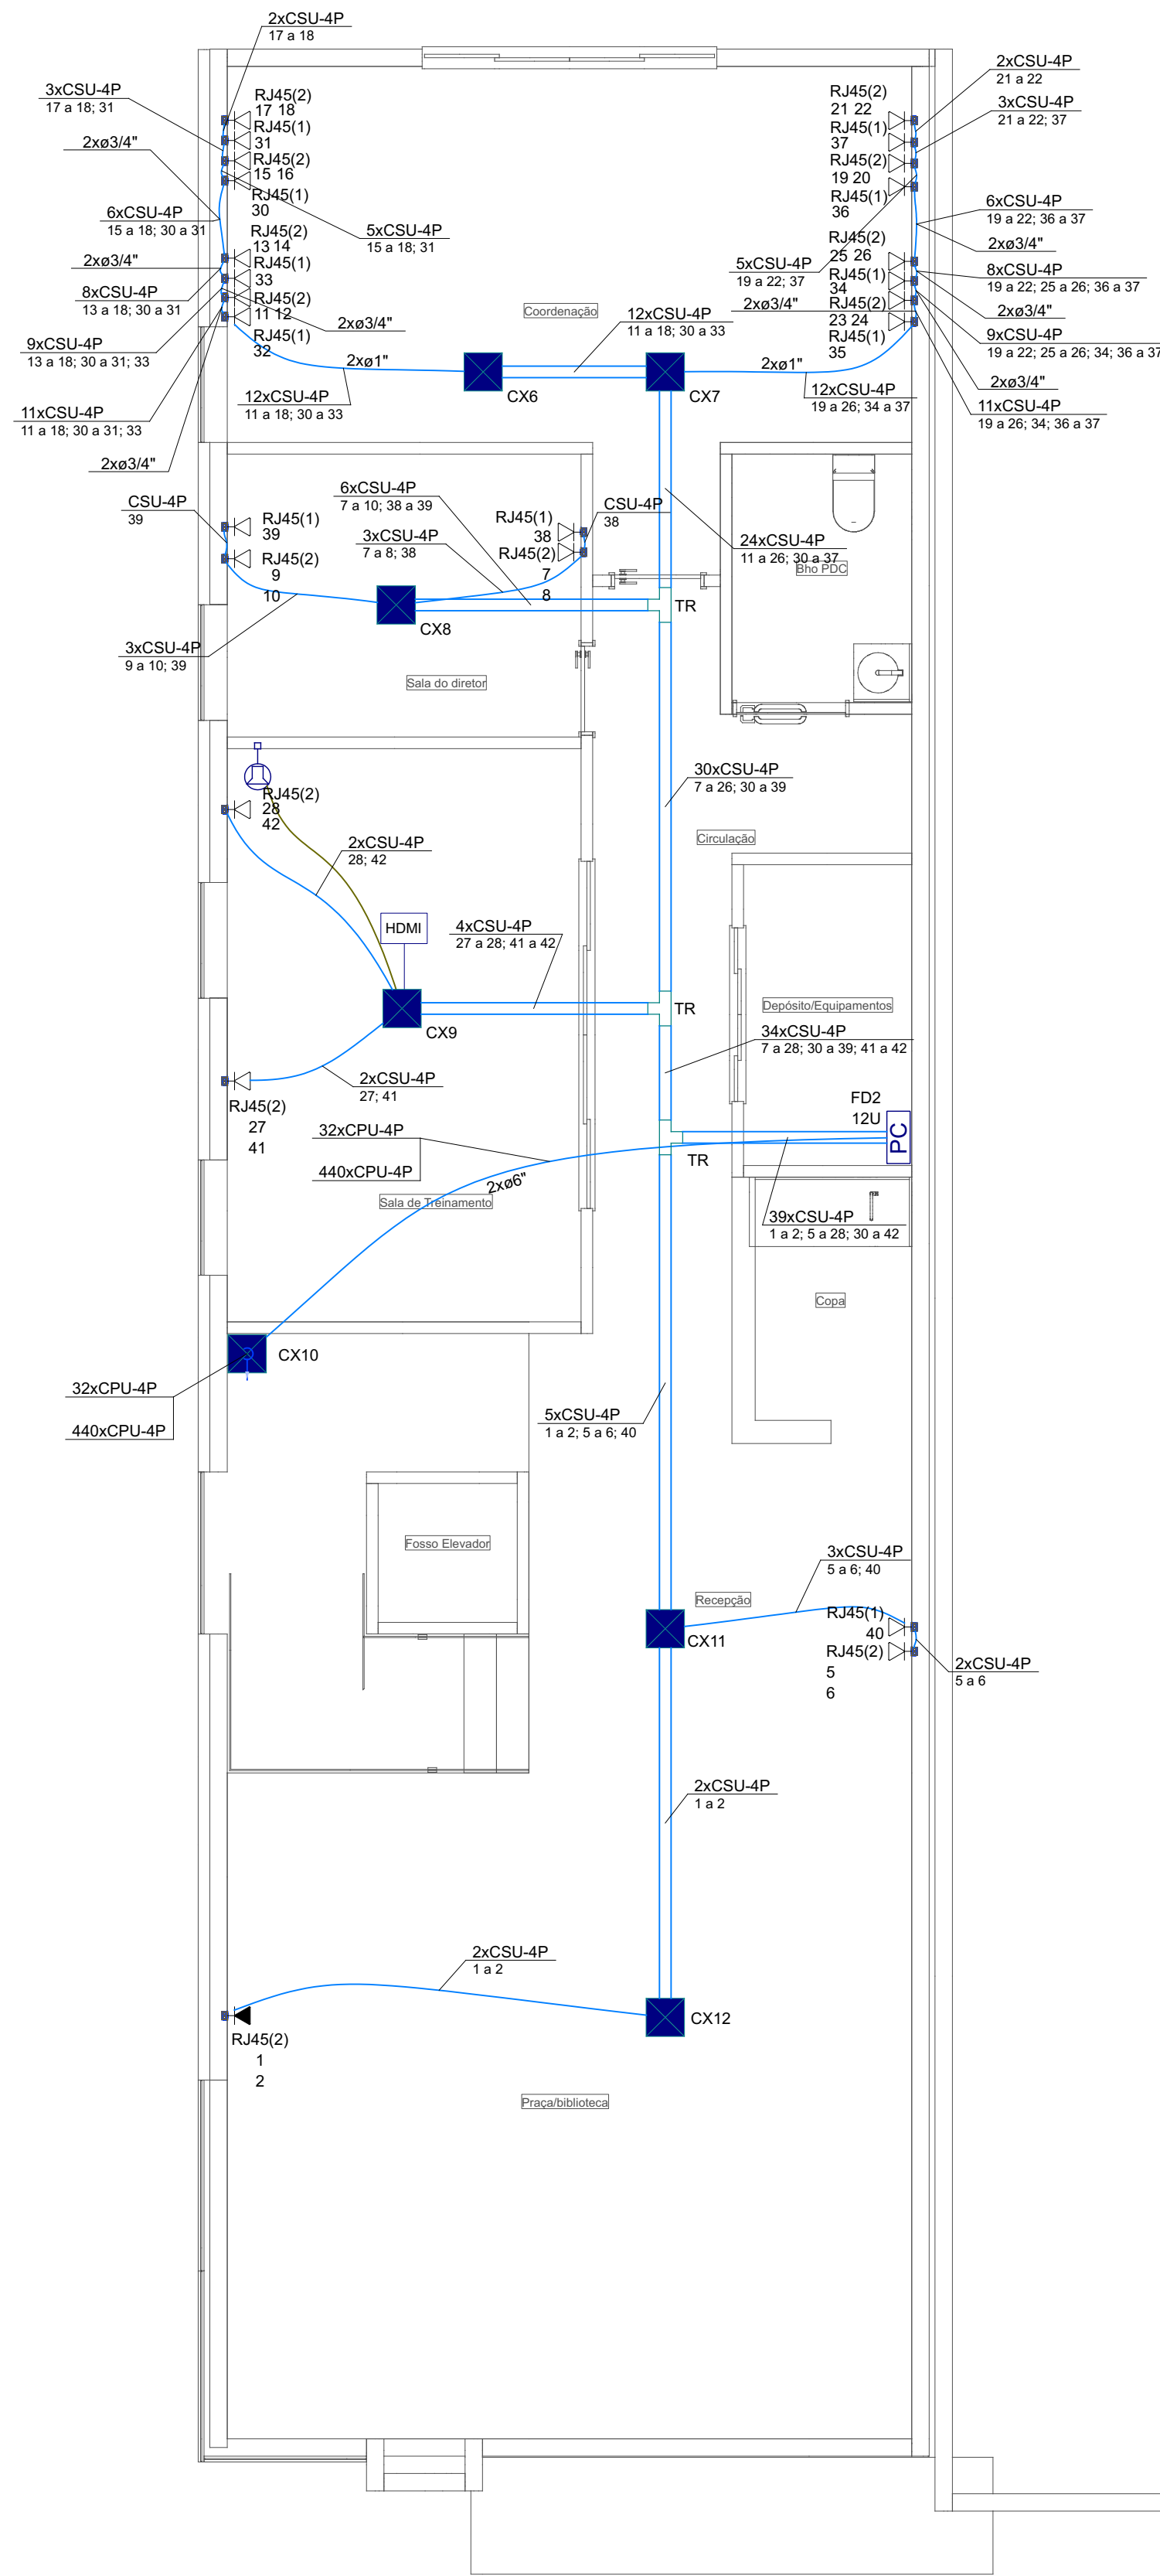 2xCSU-4P
17 a 18
3xCSU-4P
17 a 18; 31
2xø3/4"
6xCSU-4P
15 a 18; 30 a 31
2xø3/4"
8xCSU-4P
13 a 18; 30 a 31
9xCSU-4P
13 a 18; 30 a 31; 33
11xCSU-4P
11 a 18; 30 a 31; 33
2xø3/4"
RJ45(2)
17 18
RJ45(1)
31
RJ45(2)
15 16
RJ45(1)
30
5xCSU-4P
15 a 18; 31
RJ45(2)
13 14
RJ45(1)
33
RJ45(2)
11 12
RJ45(1)
32
2xø3/4"
2xø1"
12xCSU-4P
11 a 18; 30 a 33
Coordenação
12xCSU-4P
11 a 18; 30 a 33
CX6
CX7
2xCSU-4P
21 a 22
3xCSU-4P
21 a 22; 37
RJ45(2)
21 22
RJ45(1)
37
RJ45(2)
19 20
RJ45(1)
36
6xCSU-4P
19 a 22; 36 a 37
2xø3/4"
5xCSU-4P
19 a 22; 37
RJ45(2)
25 26
RJ45(1)
34
RJ45(2)
23 24
RJ45(1)
35
2xø3/4"
8xCSU-4P
19 a 22; 25 a 26; 36 a 37
2xø3/4"
9xCSU-4P
19 a 22; 25 a 26; 34; 36 a 37
2xø3/4"
11xCSU-4P
19 a 26; 34; 36 a 37
2xø1"
12xCSU-4P
19 a 26; 34 a 37
CSU-4P
39
RJ45(1)
39
RJ45(2)
9
10
6xCSU-4P
7 a 10; 38 a 39
3xCSU-4P
7 a 8; 38
RJ45(1)
38
RJ45(2)
7
8
CSU-4P
38
24xCSU-4P
11 a 26; 30 a 37
Bho PDC
TR
CX8
3xCSU-4P
9 a 10; 39
Sala do diretor
30xCSU-4P
7 a 26; 30 a 39
RJ45(2)
28
42
2xCSU-4P
28; 42
Circulação
HDMI
4xCSU-4P
27 a 28; 41 a 42
CX9
TR
Depósito/Equipamentos
34xCSU-4P
7 a 28; 30 a 39; 41 a 42
2xCSU-4P
27; 41
RJ45(2)
27
41
FD2
12U
PC
32xCPU-4P
440xCPU-4P
2xø6"
TR
Sala de Treinamento
39xCSU-4P
1 a 2; 5 a 28; 30 a 42
Copa
CX10
32xCPU-4P
440xCPU-4P
5xCSU-4P
1 a 2; 5 a 6; 40
Fosso Elevador
3xCSU-4P
5 a 6; 40
Recepção
RJ45(1)
40
RJ45(2)
5
6
CX11
2xCSU-4P
5 a 6
2xCSU-4P
1 a 2
2xCSU-4P
1 a 2
RJ45(2)
1
2
CX12
Praça/biblioteca